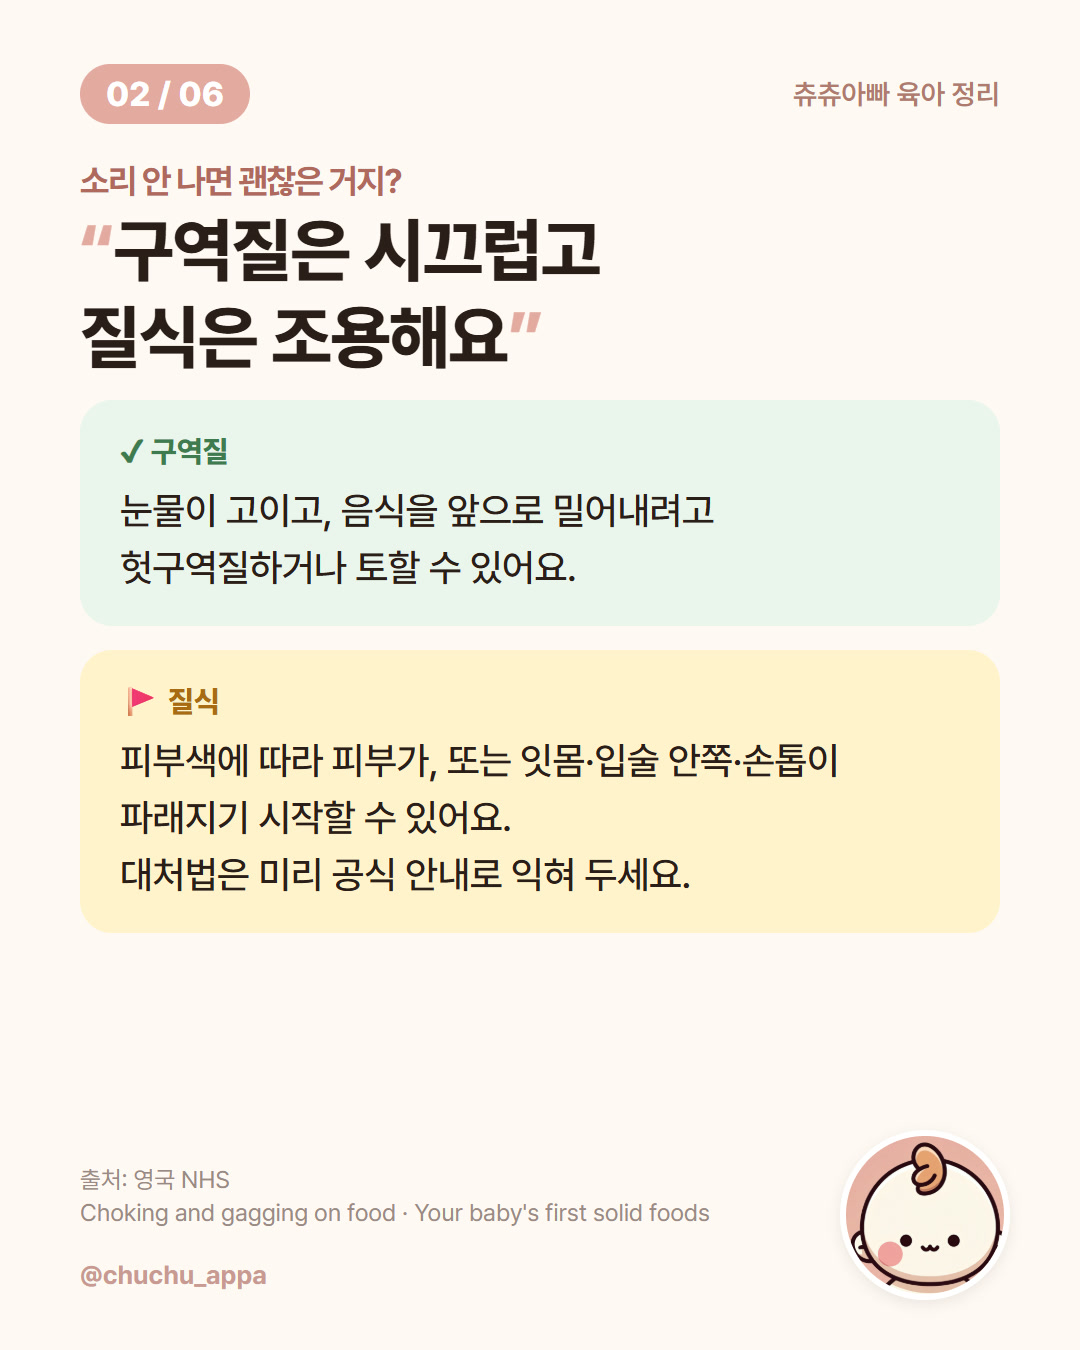 02 / 06
츄츄아빠 육아 정리
소리 안 나면 괜찮은 거지?
“구역질은 시끄럽고
질식은 조용해요”
✓ 구역질
눈물이 고이고, 음식을 앞으로 밀어내려고
헛구역질하거나 토할 수 있어요.
🚩 질식
피부색에 따라 피부가, 또는 잇몸·입술 안쪽·손톱이
파래지기 시작할 수 있어요.
대처법은 미리 공식 안내로 익혀 두세요.
출처: 영국 NHS
Choking and gagging on food · Your baby's first solid foods
@chuchu_appa